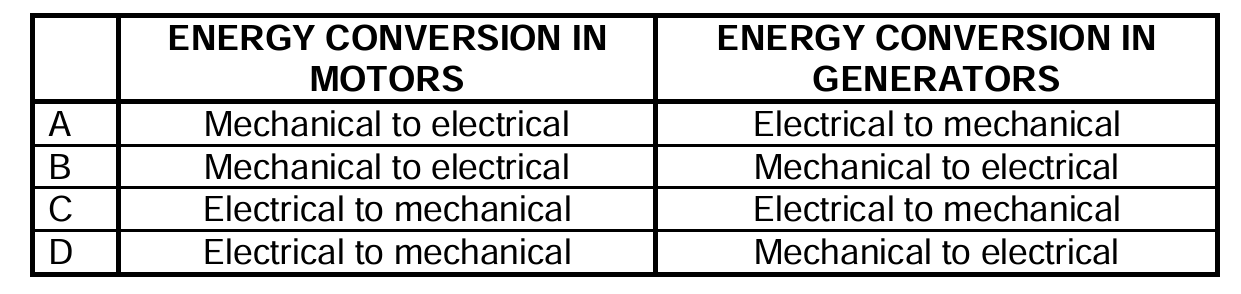 ENERGY CONVERSION IN MOTORS ENERGY CONVERSION IN GENERATORS
A Mechanical to electrical Electrical to mechanical
B Mechanical to electrical Mechanical to electrical
C Electrical to mechanical Electrical to mechanical
D Electrical to mechanical Mechanical to electrical